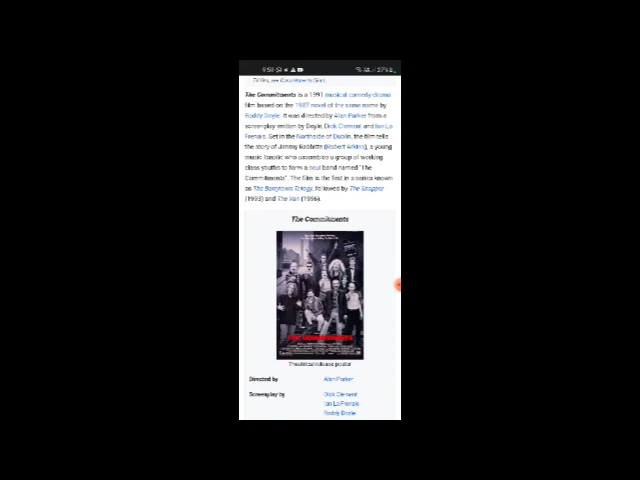 9:59
The Commitments is a 1991 musical comedy-drama
film based on the 1987 novel of the same name by
Roddy Doyle. It was directed by Alan Parker from a
screenplay written by Doyle, Dick Clement and Ian La
Frenais. Set in the Northside of Dublin, the film tells
the story of Jimmy Rabbitte (Robert Arkins), a young
music fanatic who assembles a group of working
class youths to form a soul band named "The
Commitments". The film is the first in a series known
as The Barrytown Trilogy, followed by The Snapper
(1993) and The Van (1996).
The Commitments
THE COMMITMENTS
Theatrical release poster
Directed by Alan Parker
Screenplay by Dick Clement
Ian La Frenais
Roddy Doyle